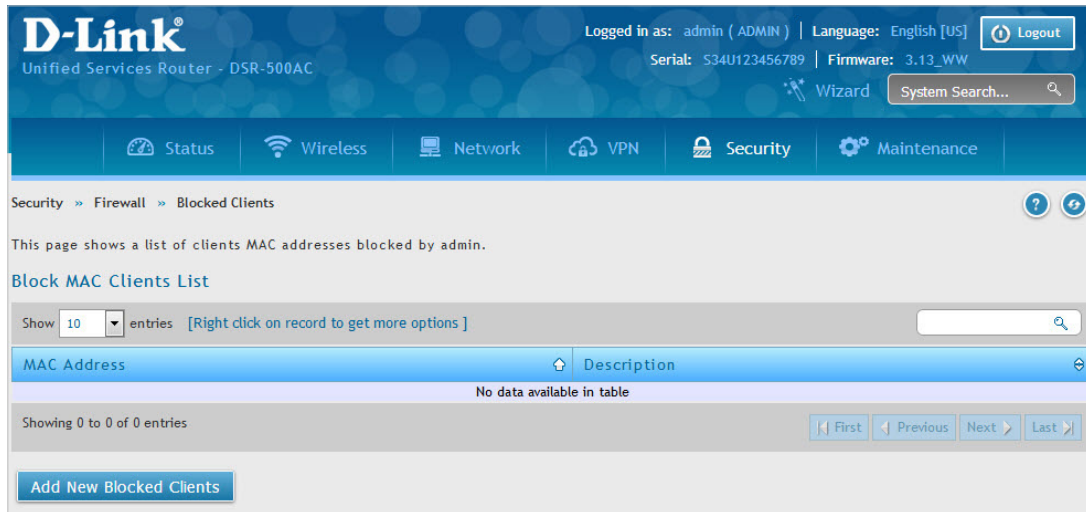 D-Link®
Unified Services Router - DSR-500AC
Logged in as: admin ( ADMIN ) | Language: English [US]
Logout
Serial: S34U123456789 | Firmware: 3.13_WW
Wizard
System Search...
Status
Wireless
Network
VPN
Security
Maintenance
Security » Firewall » Blocked Clients
?
This page shows a list of clients MAC addresses blocked by admin.
Block MAC Clients List
Show 10 entries [Right click on record to get more options ]
MAC Address
Description
No data available in table
Showing 0 to 0 of 0 entries
First
Previous
Next
Last
Add New Blocked Clients